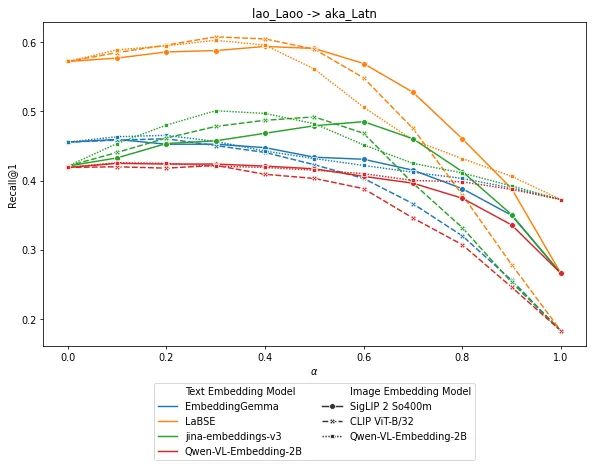 lao_Laoo -> aka_Latn
Recall@1
0.6
0.5
0.4
0.3
0.2
0.0
0.2
0.4
0.6
0.8
1.0
α
Text Embedding Model
EmbeddingGemma
LaBSE
jina-embeddings-v3
Qwen-VL-Embedding-2B
Image Embedding Model
SigLIP 2 So400m
CLIP ViT-B/32
Qwen-VL-Embedding-2B